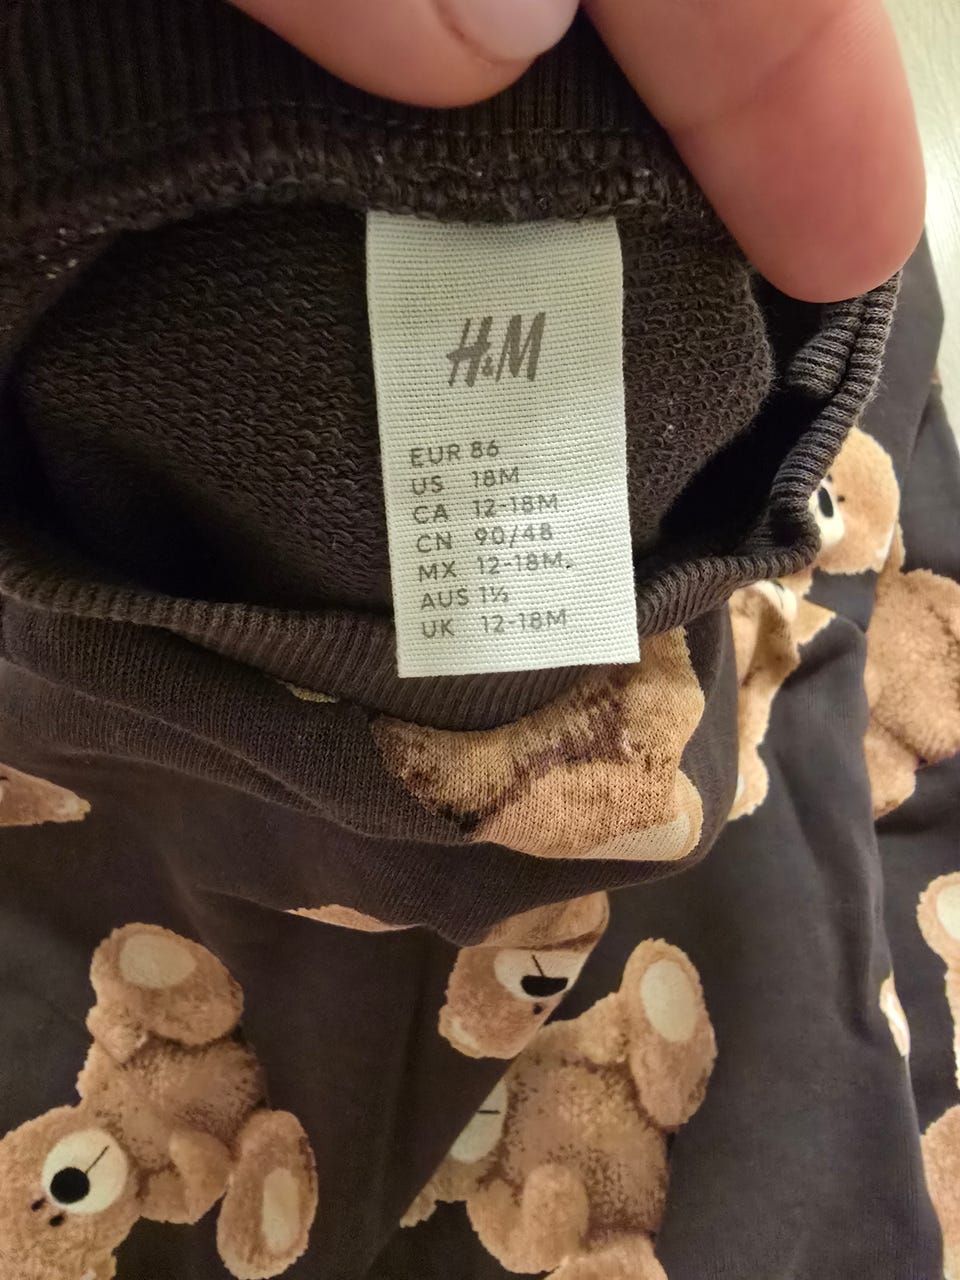 H&M
EUR 86
US 18M
CA 12-18M
CN 90/48
MX 12-18M.
AUS 1½
UK 12-18M